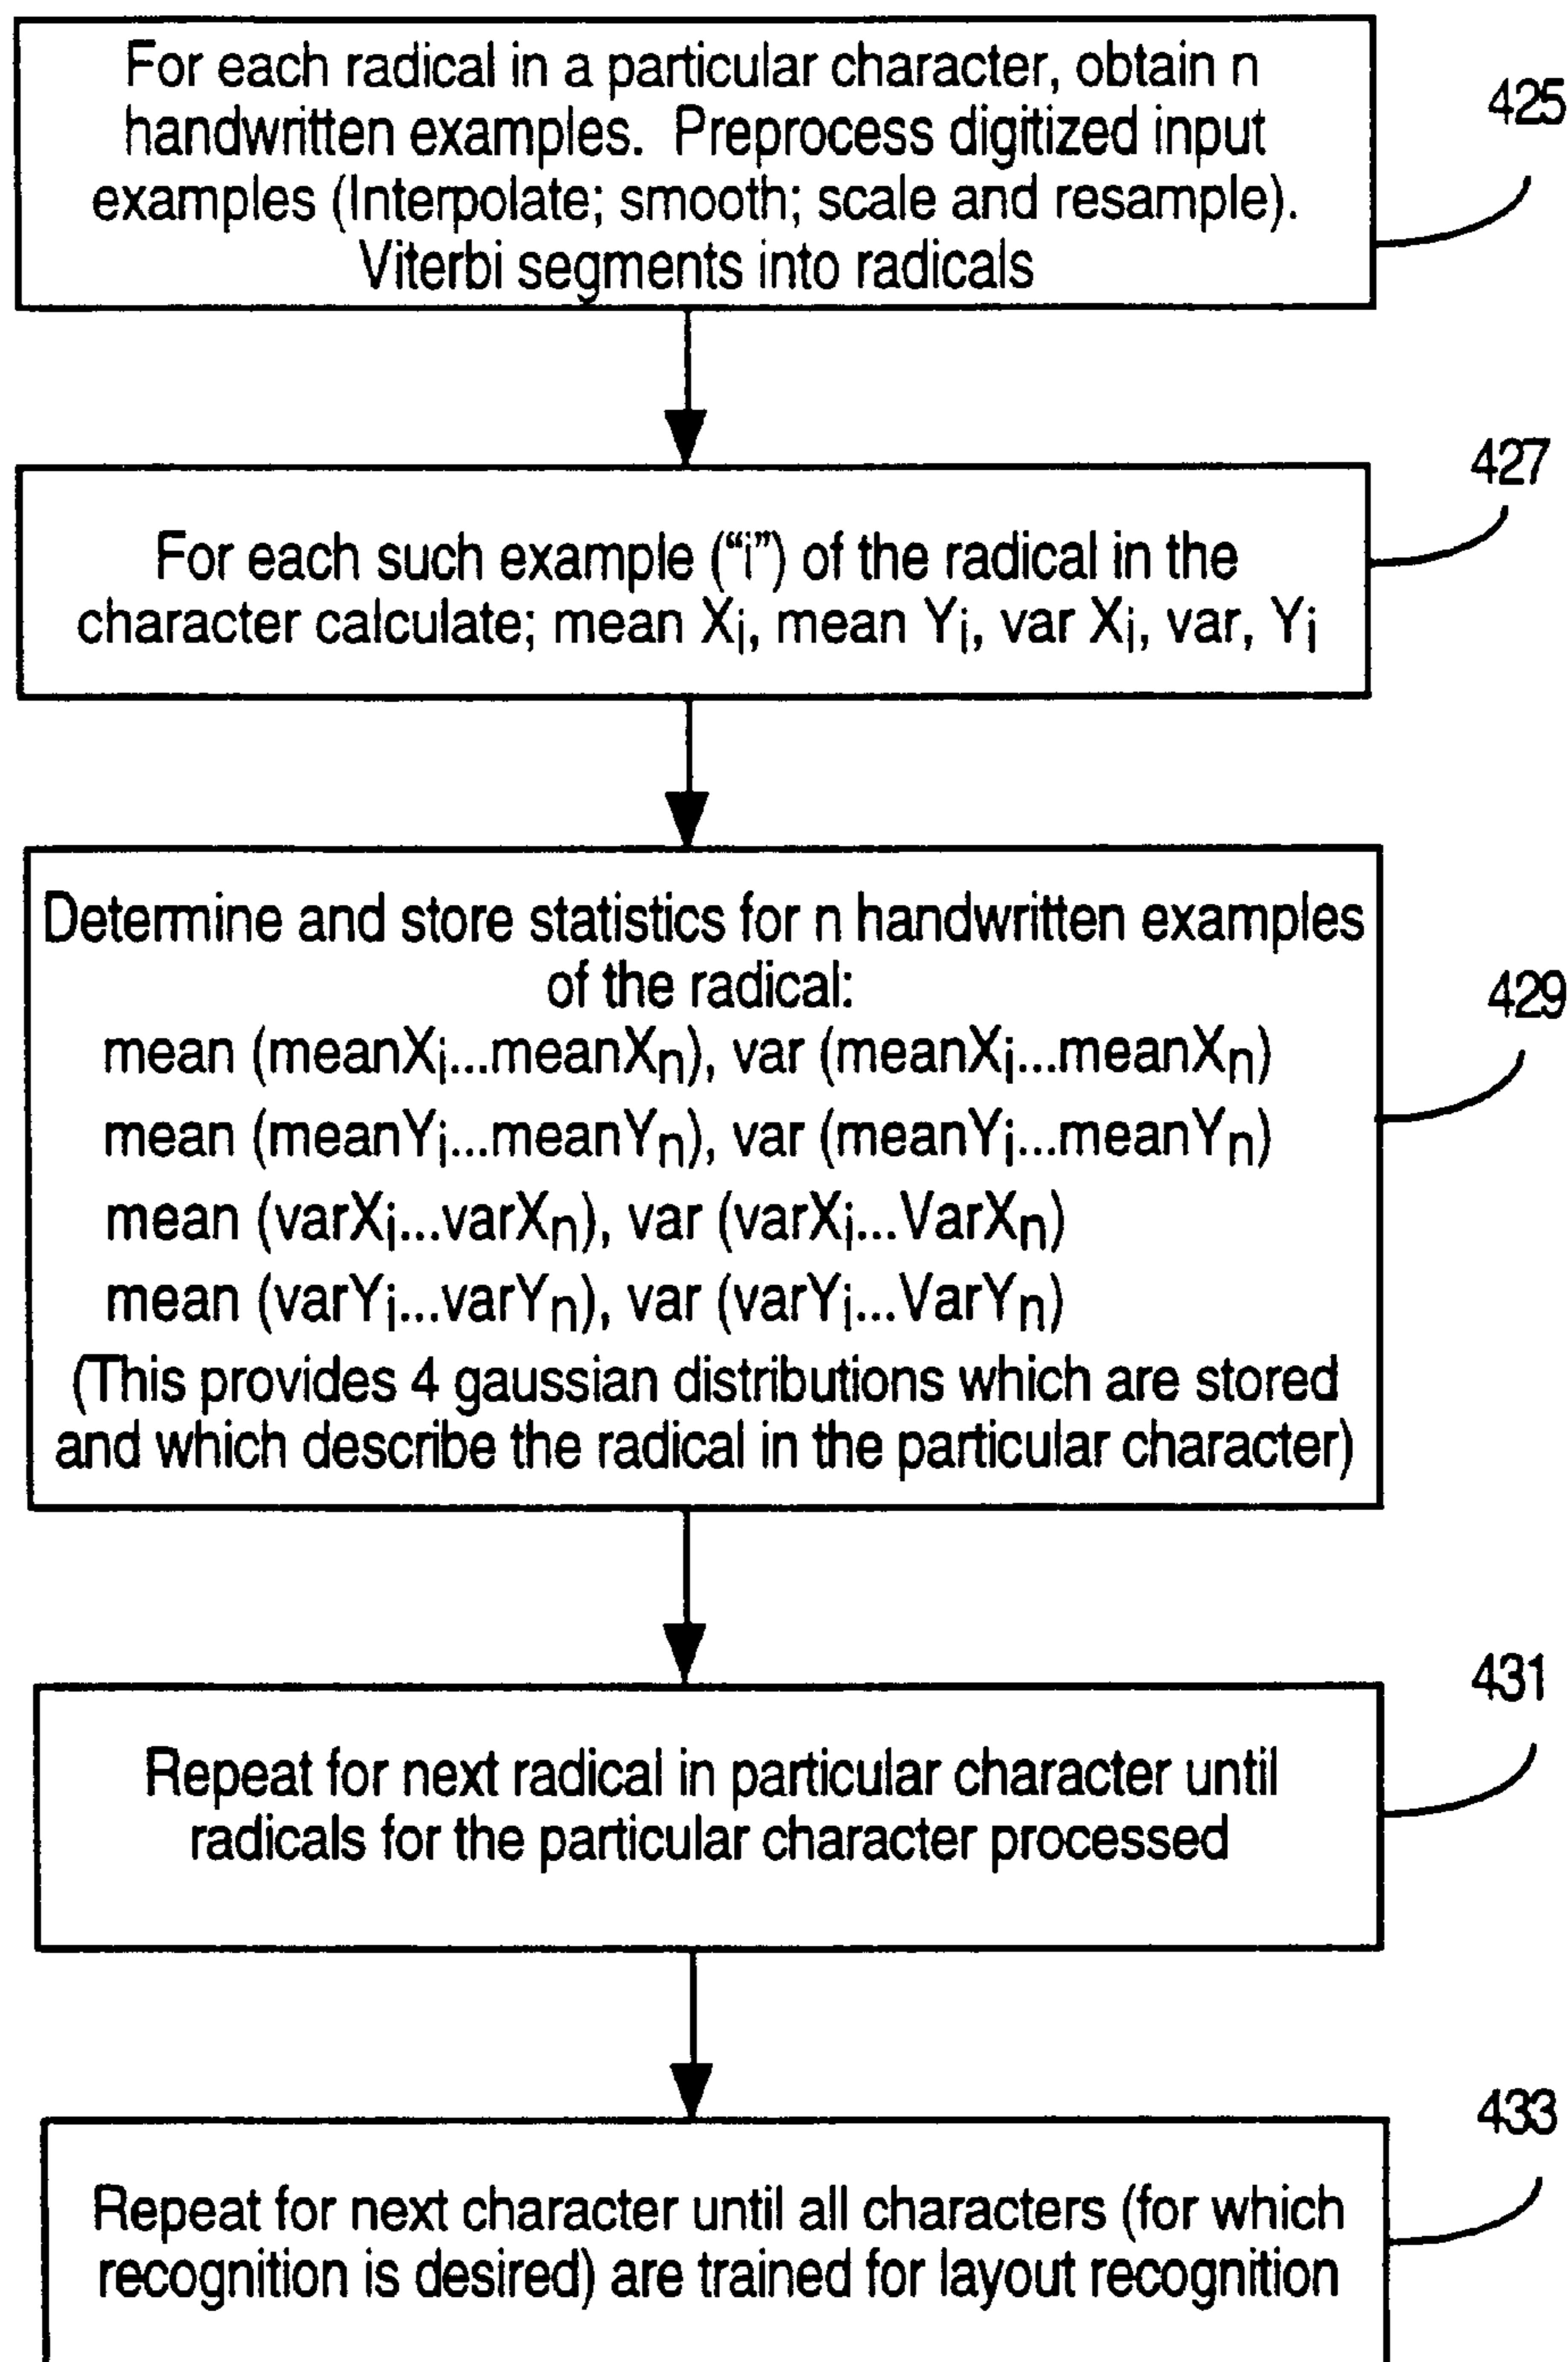 For each radical in a particular character, obtain n
handwritten examples. Preprocess digitized input
examples (Interpolate; smooth; scale and resample).
Viterbi segments into radicals
425
For each such example (“i”) of the radical in the
character calculate; mean Xi, mean Yi, var Xi, var, Yi
427
Determine and store statistics for n handwritten examples
of the radical:
mean (meanXi...meanXn), var (meanXi...meanXn)
mean (meanYi...meanYn), var (meanYi...meanYn)
mean (varXi...varXn), var (varXi...VarXn)
mean (varYi...varYn), var (varYi...VarYn)
(This provides 4 gaussian distributions which are stored
and which describe the radical in the particular character)
429
Repeat for next radical in particular character until
radicals for the particular character processed
431
Repeat for next character until all characters (for which
recognition is desired) are trained for layout recognition
433